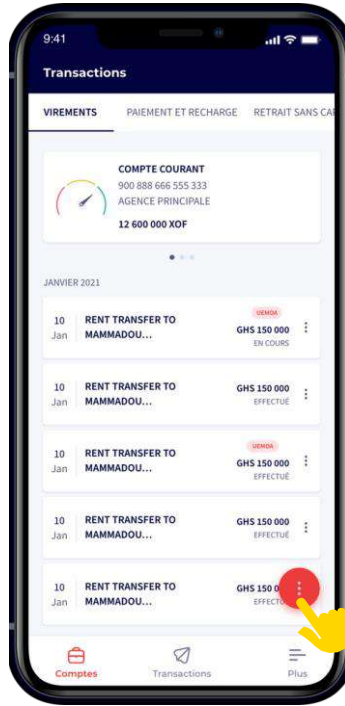 9:41
Transactions
VIREMENTS PAIEMENT ET RECHARGE RETRAIT SANS CA
COMPTE COURANT
900 888 666 555 333
AGENCE PRINCIPALE
12 600 000 XOF
JANVIER 2021
UEMOA
10 RENT TRANSFER TO GHS 150 000
Jan MAMMADOU... EN COURS
10 RENT TRANSFER TO GHS 150 000
Jan MAMMADOU... EFFECTUÉ
UEMOA
10 RENT TRANSFER TO GHS 150 000
Jan MAMMADOU... EFFECTUÉ
10 RENT TRANSFER TO GHS 150 000
Jan MAMMADOU... EFFECTUÉ
10 RENT TRANSFER TO GHS 150 0
Jan MAMMADOU... EFFECTU
Comptes Transactions Plus